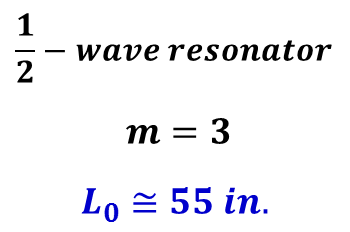 1/2 – wave resonator
m = 3
L₀ ≅ 55 in.